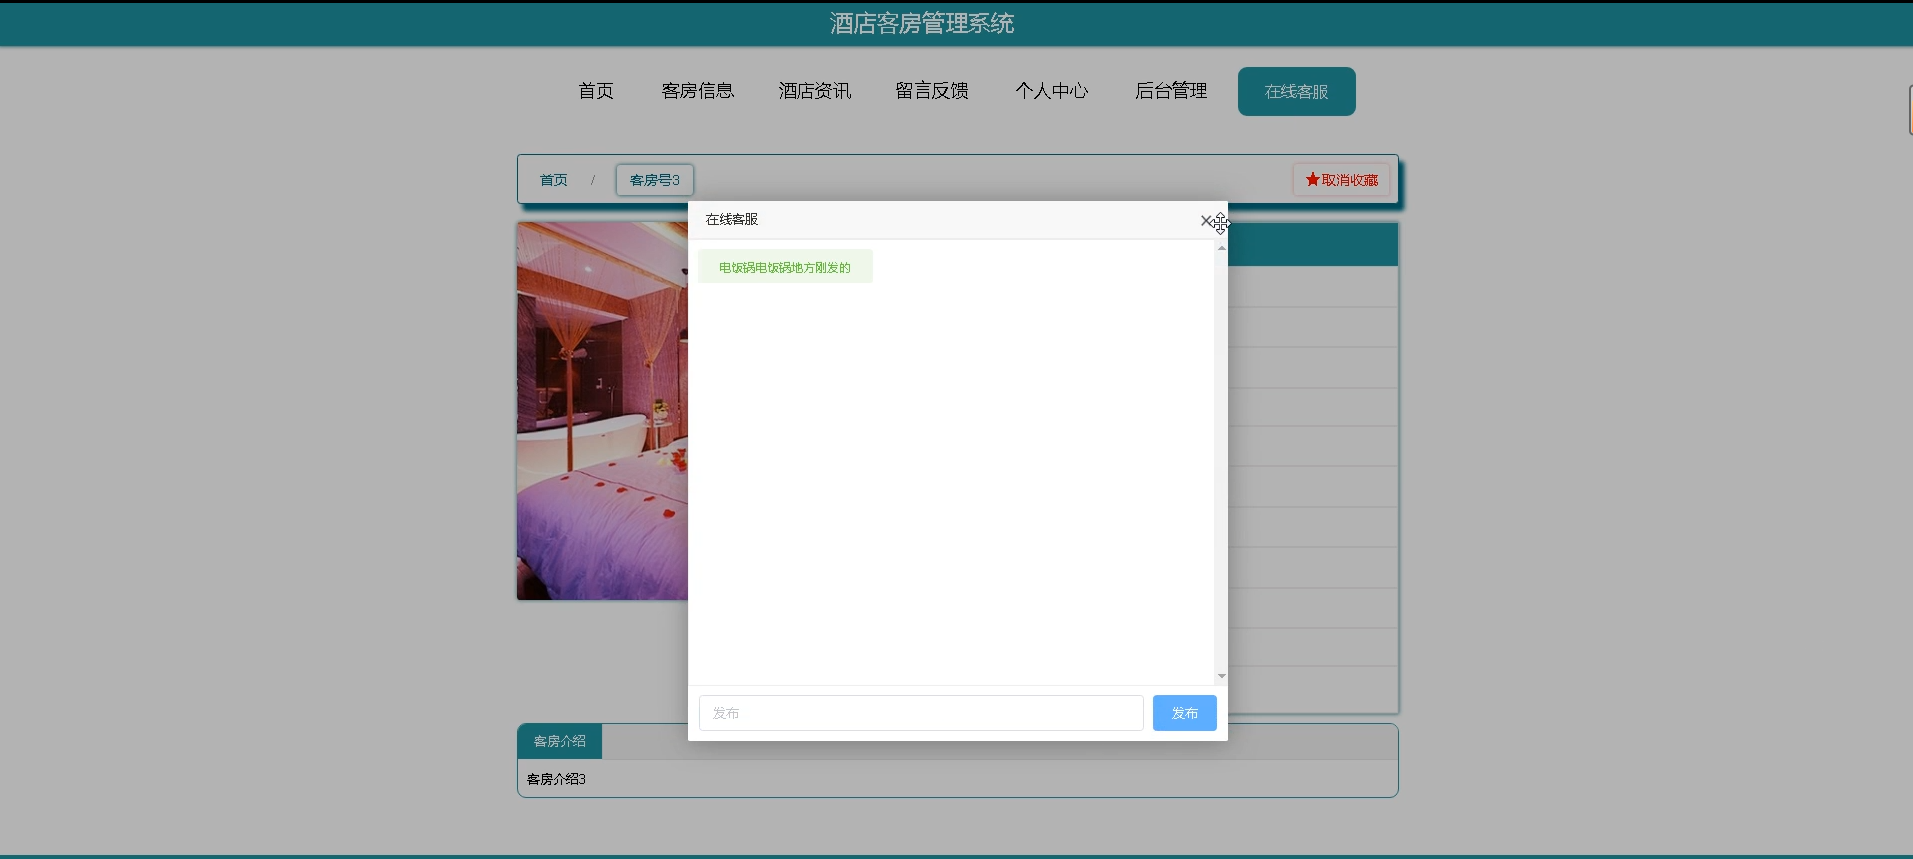 酒店客房管理系统
首页 客房信息 酒店资讯 留言反馈 个人中心 后台管理 在线客服
首页 / 客房号3 ★取消收藏
在线客服 ×
电饭锅电饭锅地方刚发的
发布 发布
客房介绍
客房介绍3